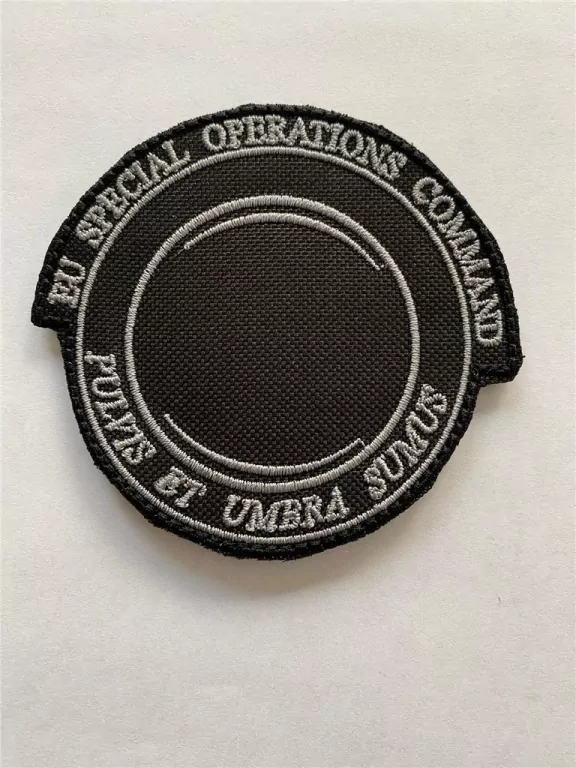 EU SPECIAL OPERATIONS COMMAND
PULVIS ET UMBRA SUMUS